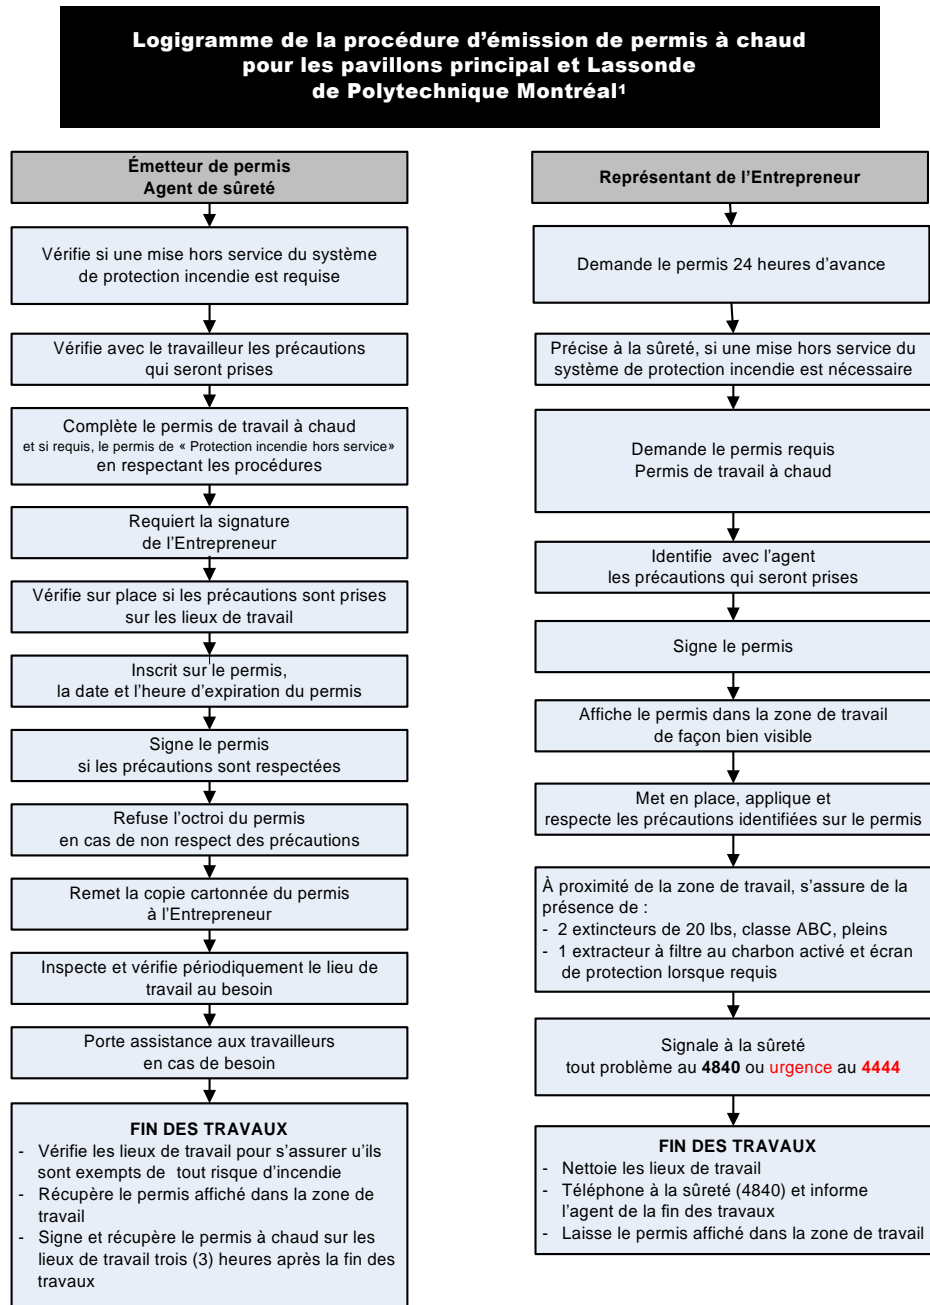 Logigramme de la procédure d'émission de permis à chaud
pour les pavillons principal et Lassonde
de Polytechnique Montréal1
Émetteur de permis
Agent de sûreté
Vérifie si une mise hors service du système
de protection incendie est requise
Vérifie avec le travailleur les précautions
qui seront prises
Complète le permis de travail à chaud
et si requis, le permis de « Protection incendie hors service»
en respectant les procédures
Requiert la signature
de l'Entrepreneur
Vérifie sur place si les précautions sont prises
sur les lieux de travail
Inscrit sur le permis,
la date et l'heure d'expiration du permis
Signe le permis
si les précautions sont respectées
Refuse l'octroi du permis
en cas de non respect des précautions
Remet la copie cartonnée du permis
à l'Entrepreneur
Inspecte et vérifie périodiquement le lieu de
travail au besoin
Porte assistance aux travailleurs
en cas de besoin
FIN DES TRAVAUX
- Vérifie les lieux de travail pour s'assurer u'ils
sont exempts de tout risque d'incendie
- Récupère le permis affiché dans la zone de
travail
- Signe et récupère le permis à chaud sur les
lieux de travail trois (3) heures après la fin des
travaux
Représentant de l'Entrepreneur
Demande le permis 24 heures d'avance
Précise à la sûreté, si une mise hors service du
système de protection incendie est nécessaire
Demande le permis requis
Permis de travail à chaud
Identifie avec l'agent
les précautions qui seront prises
Signe le permis
Affiche le permis dans la zone de travail
de façon bien visible
Met en place, applique et
respecte les précautions identifiées sur le permis
À proximité de la zone de travail, s'assure de la
présence de :
- 2 extincteurs de 20 lbs, classe ABC, pleins
- 1 extracteur à filtre au charbon activé et écran
de protection lorsque requis
Signale à la sûreté
tout problème au 4840 ou urgence au 4444
FIN DES TRAVAUX
- Nettoie les lieux de travail
- Téléphone à la sûreté (4840) et informe
l'agent de la fin des travaux
- Laisse le permis affiché dans la zone de travail